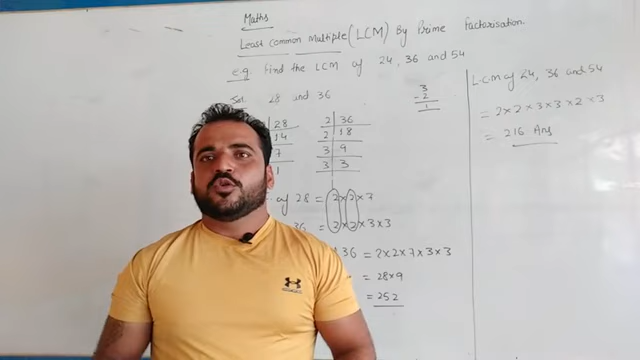 Maths
Least Common Multiple (LCM) By Prime Factorisation.
e.g. Find the LCM of 24, 36 and 54
Sol. 28 and 36
28
14
7
1
2 36
2 18
3 9
3 3
3
-2
1
of 28 = 2×2×7
36 = 2×2×3×3
36 = 2×2×7×3×3
= 28×9
= 252
L.C.M of 24, 36 and 54
= 2×2×3×3×2×3
= 216 Ans
UNDER ARMOUR